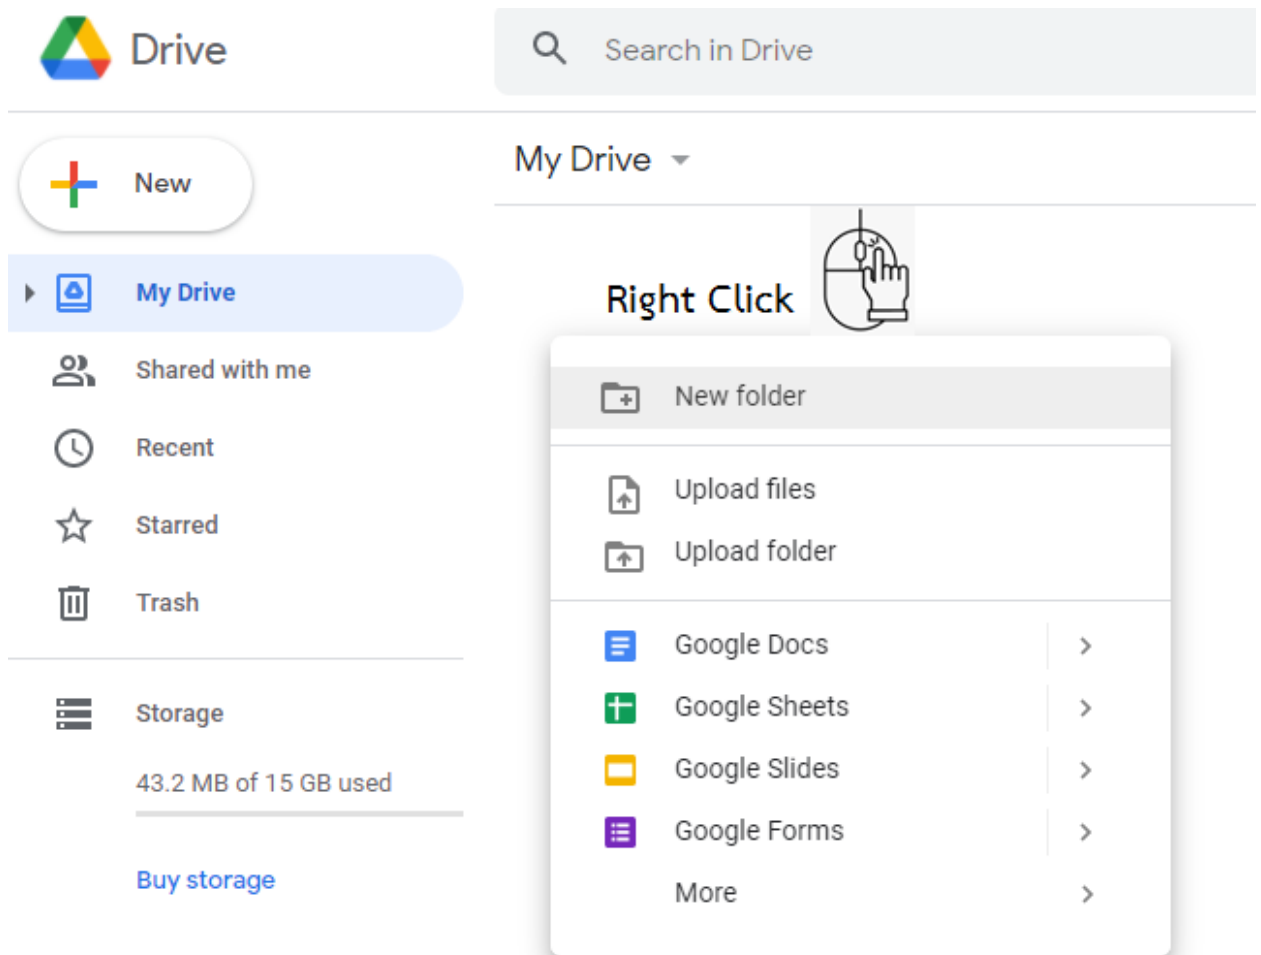 Drive
Search in Drive
New
My Drive
Shared with me
Recent
Starred
Trash
Storage
43.2 MB of 15 GB used
Buy storage
My Drive
Right Click
New folder
Upload files
Upload folder
Google Docs
Google Sheets
Google Slides
Google Forms
More